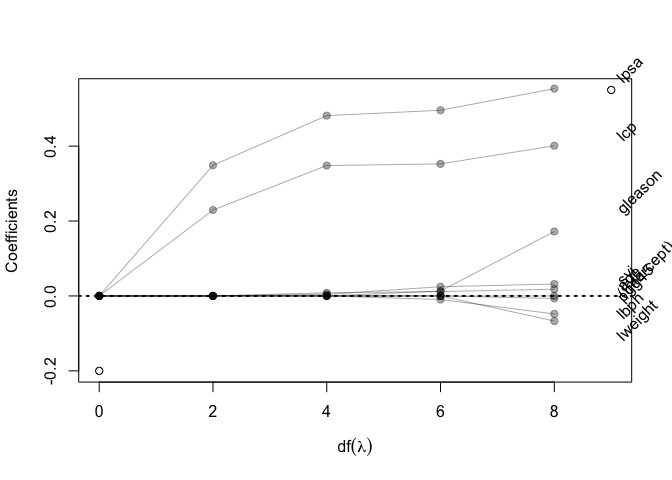 lpsa
lcp
gleason
lbph
lweight
Coefficients
0.4
0.2
0.0
-0.2
0 2 4 6 8
df(λ)